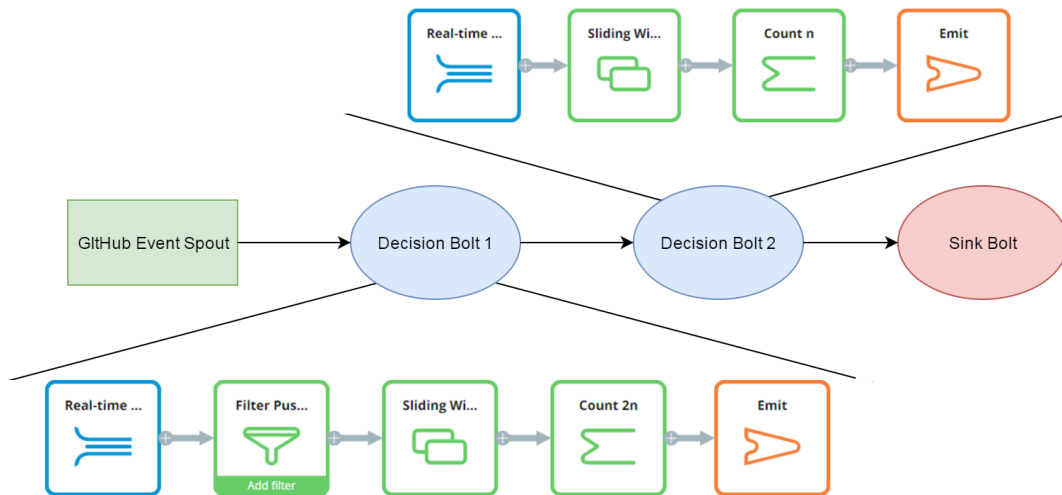 Real-time ...
Sliding Wi...
Count n
Emit
GItHub Event Spout
Decision Bolt 1
Decision Bolt 2
Sink Bolt
Real-time ...
Filter Pus...
Sliding Wi...
Count 2n
Emit
Add filter